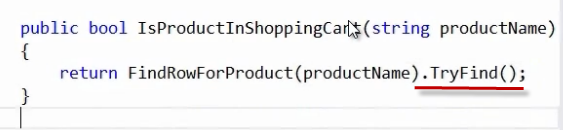 public bool IsProductInShoppingCart(string productName)
{
return FindRowForProduct(productName).TryFind();
}